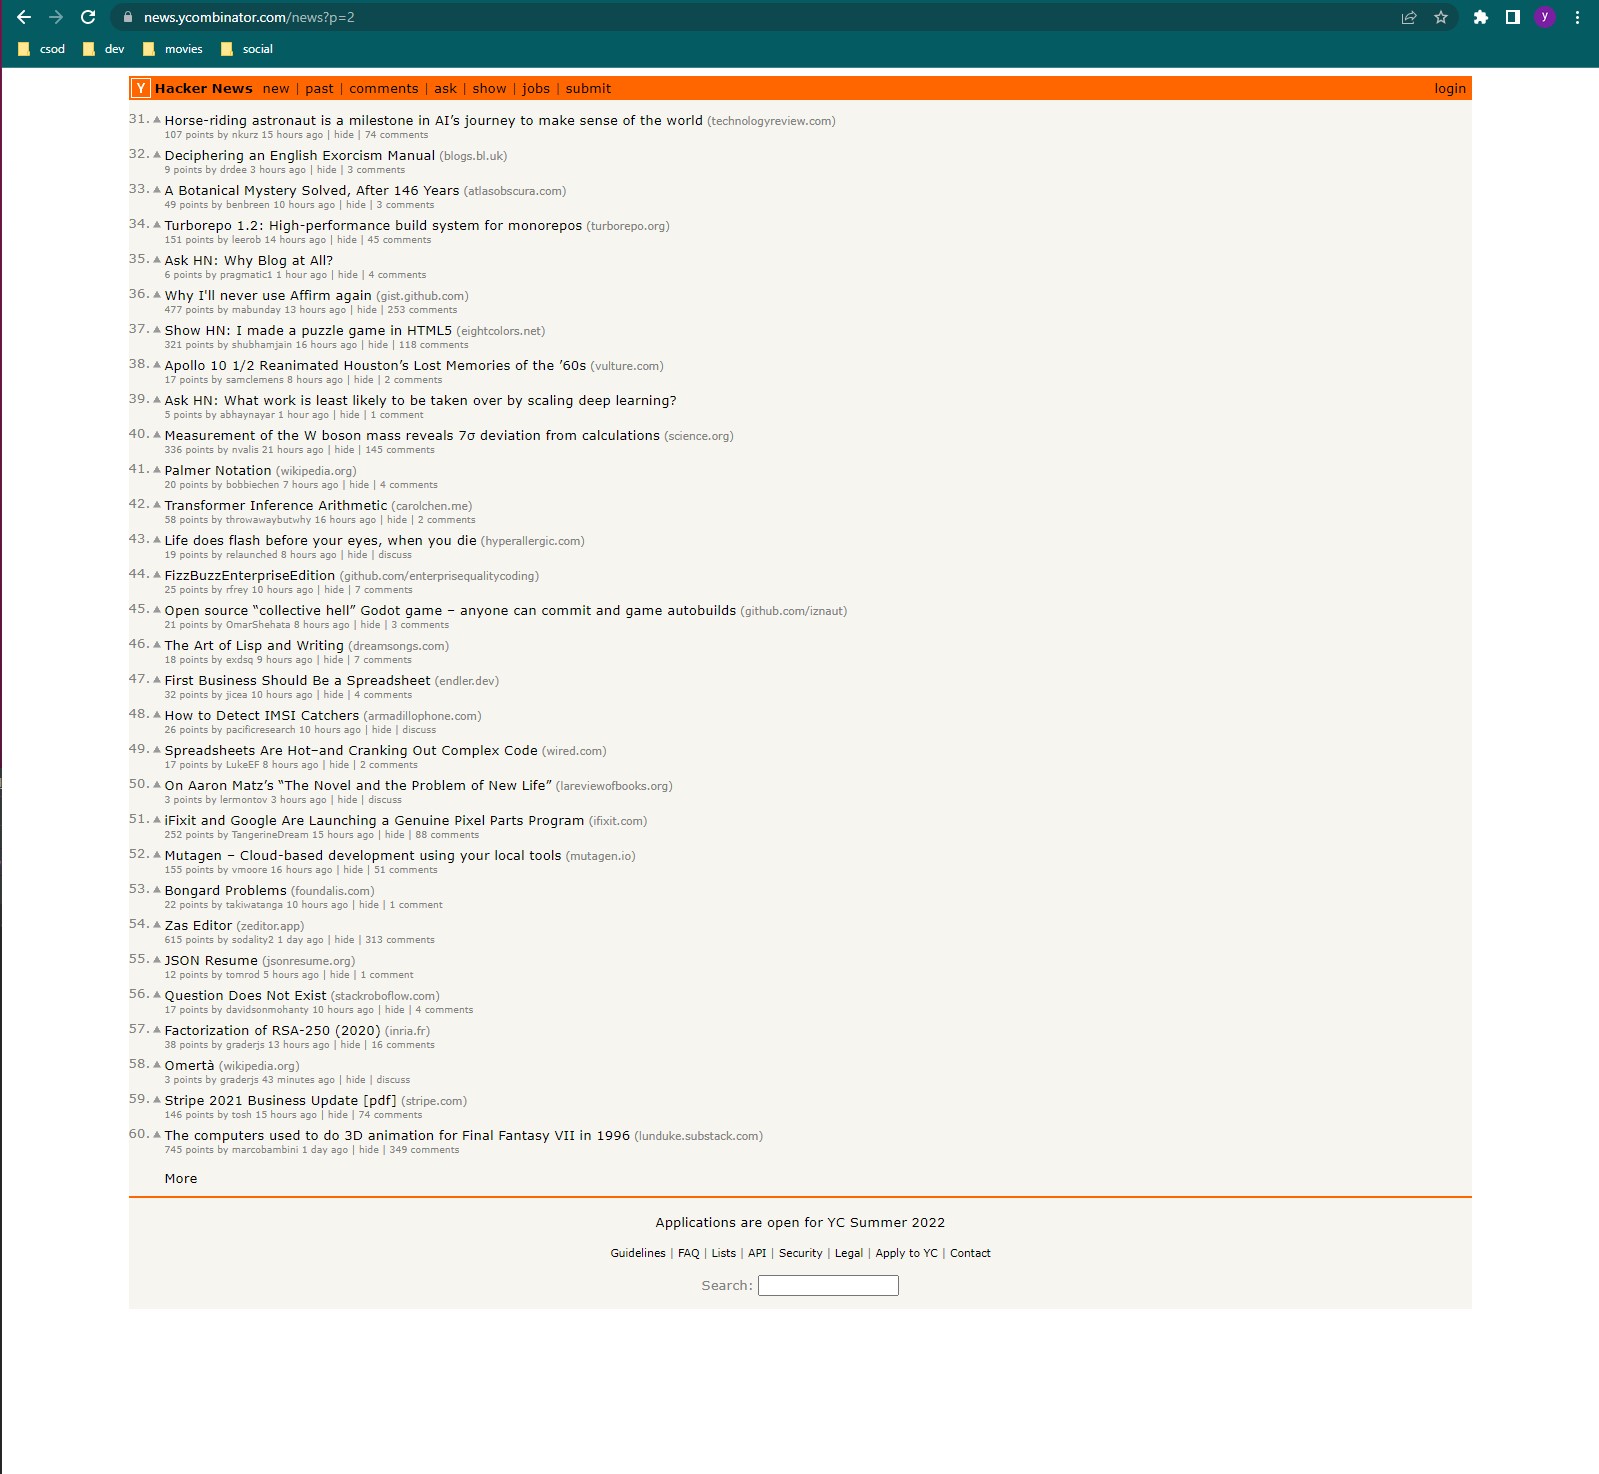 news.ycombinator.com/news?p=2
y
csod dev movies social
Y Hacker News new | past | comments | ask | show | jobs | submit login
31. Horse-riding astronaut is a milestone in AI’s journey to make sense of the world (technologyreview.com)
107 points by nkurz 15 hours ago | hide | 74 comments
32. Deciphering an English Exorcism Manual (blogs.bl.uk)
9 points by drdee 3 hours ago | hide | 3 comments
33. A Botanical Mystery Solved, After 146 Years (atlasobscura.com)
49 points by benbreen 10 hours ago | hide | 3 comments
34. Turborepo 1.2: High-performance build system for monorepos (turborepo.org)
151 points by leerob 14 hours ago | hide | 45 comments
35. Ask HN: Why Blog at All?
6 points by pragmatic1 1 hour ago | hide | 4 comments
36. Why I'll never use Affirm again (gist.github.com)
477 points by mabunday 13 hours ago | hide | 253 comments
37. Show HN: I made a puzzle game in HTML5 (eightcolors.net)
321 points by shubhamjain 16 hours ago | hide | 118 comments
38. Apollo 10 1/2 Reanimated Houston’s Lost Memories of the ’60s (vulture.com)
17 points by samclemens 8 hours ago | hide | 2 comments
39. Ask HN: What work is least likely to be taken over by scaling deep learning?
5 points by abhaynayar 1 hour ago | hide | 1 comment
40. Measurement of the W boson mass reveals 7σ deviation from calculations (science.org)
336 points by nvalis 21 hours ago | hide | 145 comments
41. Palmer Notation (wikipedia.org)
20 points by bobbiechen 7 hours ago | hide | 4 comments
42. Transformer Inference Arithmetic (carolchen.me)
58 points by throwawaybutwhy 16 hours ago | hide | 2 comments
43. Life does flash before your eyes, when you die (hyperallergic.com)
19 points by relaunched 8 hours ago | hide | discuss
44. FizzBuzzEnterpriseEdition (github.com/enterprisequalitycoding)
25 points by rfrey 10 hours ago | hide | 7 comments
45. Open source “collective hell” Godot game – anyone can commit and game autobuilds (github.com/iznaut)
21 points by OmarShehata 8 hours ago | hide | 3 comments
46. The Art of Lisp and Writing (dreamsongs.com)
18 points by exdsq 9 hours ago | hide | 7 comments
47. First Business Should Be a Spreadsheet (endler.dev)
32 points by jicea 10 hours ago | hide | 4 comments
48. How to Detect IMSI Catchers (armadillophone.com)
26 points by pacificresearch 10 hours ago | hide | discuss
49. Spreadsheets Are Hot–and Cranking Out Complex Code (wired.com)
17 points by LukeEF 8 hours ago | hide | 2 comments
50. On Aaron Matz’s “The Novel and the Problem of New Life” (lareviewofbooks.org)
3 points by lermontov 3 hours ago | hide | discuss
51. iFixit and Google Are Launching a Genuine Pixel Parts Program (ifixit.com)
252 points by TangerineDream 15 hours ago | hide | 88 comments
52. Mutagen – Cloud-based development using your local tools (mutagen.io)
155 points by vmoore 16 hours ago | hide | 51 comments
53. Bongard Problems (foundalis.com)
22 points by takiwatanga 10 hours ago | hide | 1 comment
54. Zas Editor (zeditor.app)
615 points by sodality2 1 day ago | hide | 313 comments
55. JSON Resume (jsonresume.org)
12 points by tomrod 5 hours ago | hide | 1 comment
56. Question Does Not Exist (stackroboflow.com)
17 points by davidsonmohanty 10 hours ago | hide | 4 comments
57. Factorization of RSA-250 (2020) (inria.fr)
38 points by graderjs 13 hours ago | hide | 16 comments
58. Omertà (wikipedia.org)
3 points by graderjs 43 minutes ago | hide | discuss
59. Stripe 2021 Business Update [pdf] (stripe.com)
146 points by tosh 15 hours ago | hide | 74 comments
60. The computers used to do 3D animation for Final Fantasy VII in 1996 (lunduke.substack.com)
745 points by marcobambini 1 day ago | hide | 349 comments
More
Applications are open for YC Summer 2022
Guidelines | FAQ | Lists | API | Security | Legal | Apply to YC | Contact
Search: